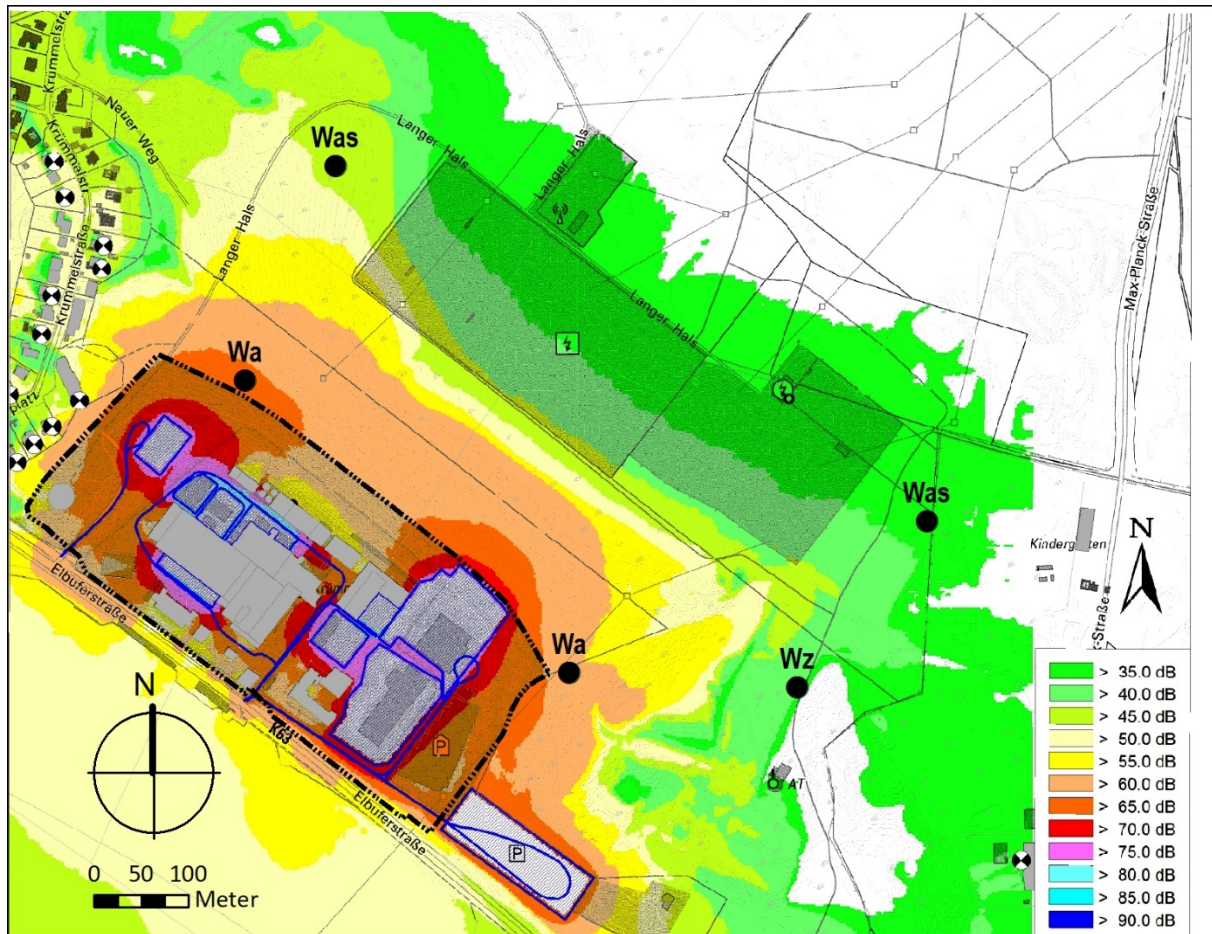 Krümmelstraße
Neuer Weg
Krümmelstr.
Krümmelstraße
platz
Was
Langer Hals
Langer Hals
Langer Hals
Langer Hals
Max-Planck-Straße
Wa
Was
Kindergarten
N
Elbuferstraße
Wa
Wz
N
K63
P
AT
Elbuferstraße
P
0 50 100
Meter
> 35.0 dB
> 40.0 dB
> 45.0 dB
> 50.0 dB
> 55.0 dB
> 60.0 dB
> 65.0 dB
> 70.0 dB
> 75.0 dB
> 80.0 dB
> 85.0 dB
> 90.0 dB